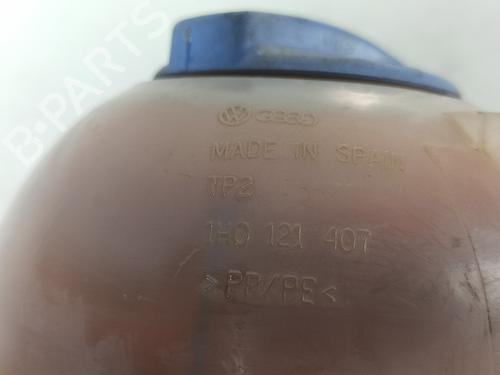 B-PARTS
MADE IN SPAIN
TP2
1H0 121 407
>PP/PE<